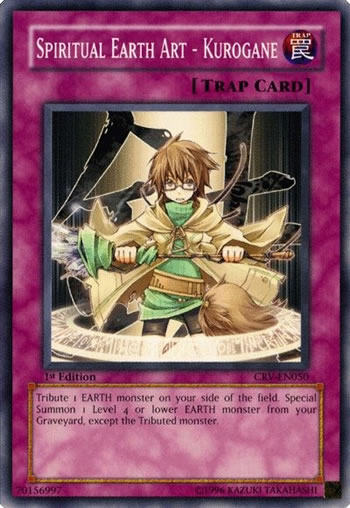 SPIRITUAL EARTH ART - KUROGANE
TRAP
罠
[TRAP CARD]
1st Edition
CRV-EN050
Tribute 1 EARTH monster on your side of the field. Special
Summon 1 Level 4 or lower EARTH monster from your
Graveyard, except the Tributed monster.
70156997
©1996 KAZUKI TAKAHASHI